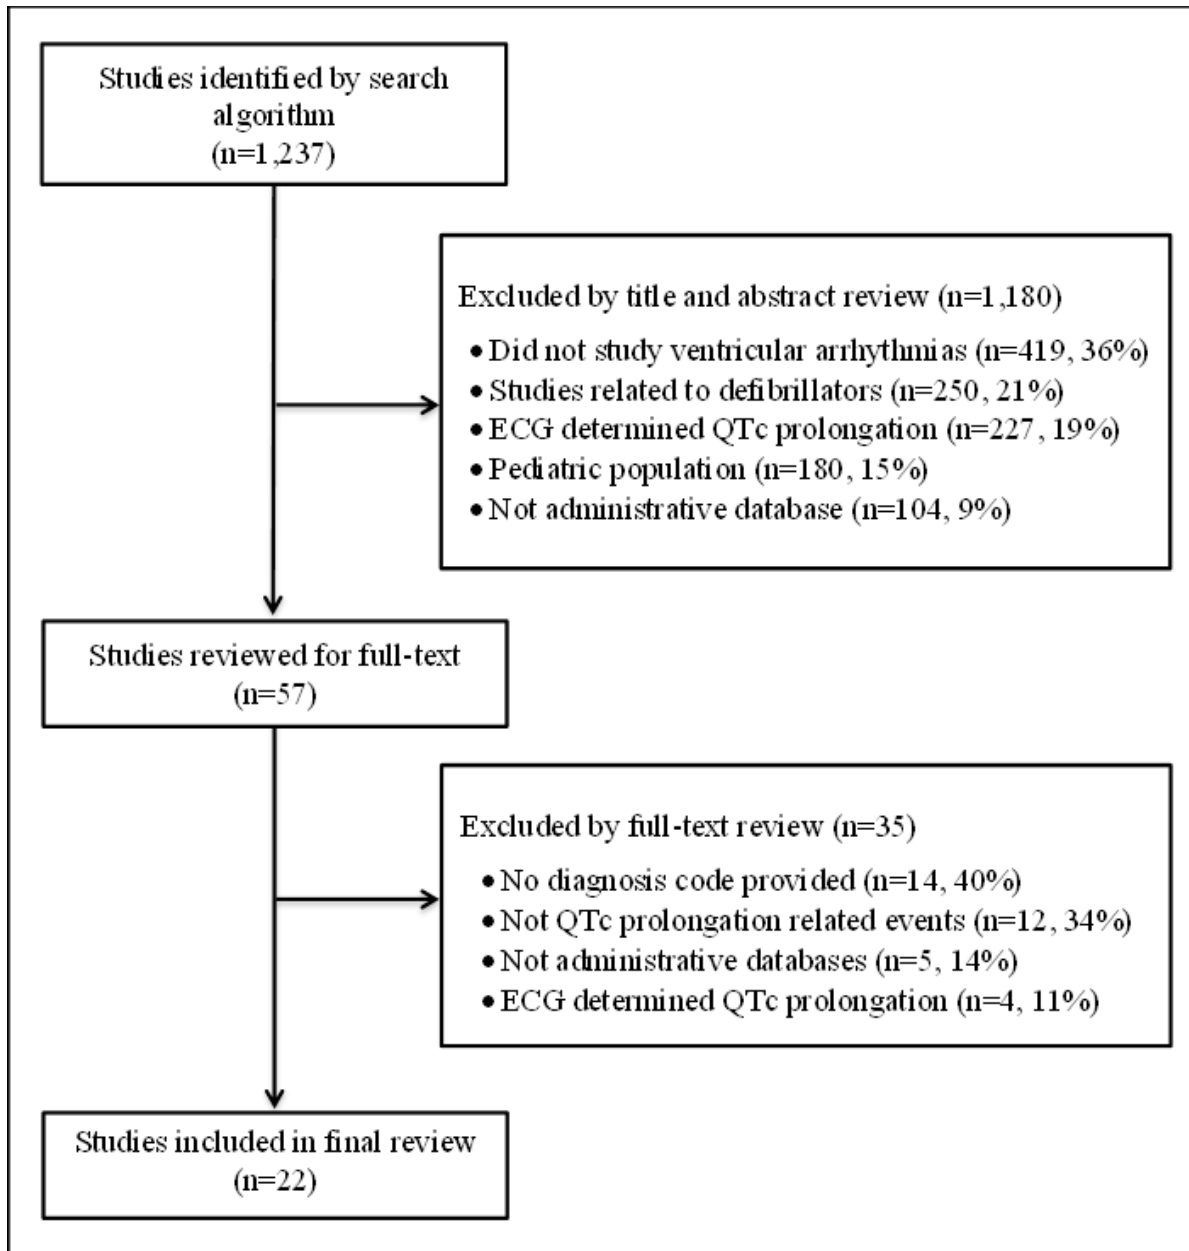 Studies identified by search
algorithm
(n=1,237)
Excluded by title and abstract review (n=1,180)
• Did not study ventricular arrhythmias (n=419, 36%)
• Studies related to defibrillators (n=250, 21%)
• ECG determined QTc prolongation (n=227, 19%)
• Pediatric population (n=180, 15%)
• Not administrative database (n=104, 9%)
Studies reviewed for full-text
(n=57)
Excluded by full-text review (n=35)
• No diagnosis code provided (n=14, 40%)
• Not QTc prolongation related events (n=12, 34%)
• Not administrative databases (n=5, 14%)
• ECG determined QTc prolongation (n=4, 11%)
Studies included in final review
(n=22)